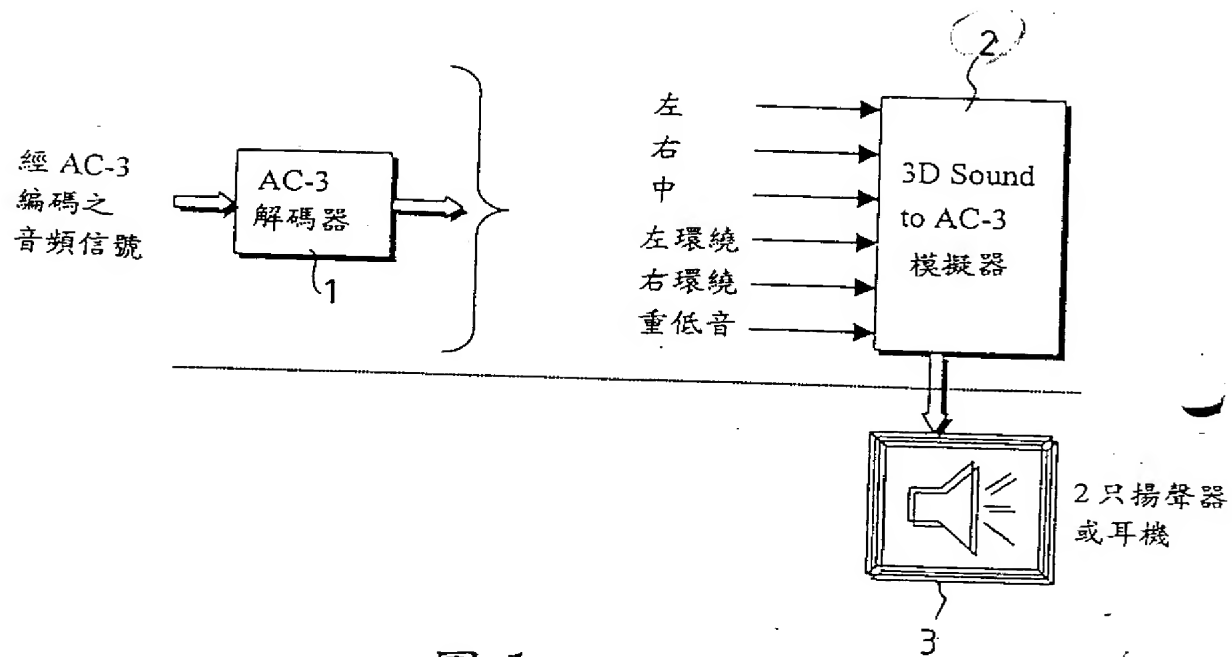 經 AC-3
編碼之
音頻信號
AC-3
解碼器
1
左
右
中
左環繞
右環繞
重低音
2
3D Sound
to AC-3
模擬器
2 只揚聲器
或耳機
3